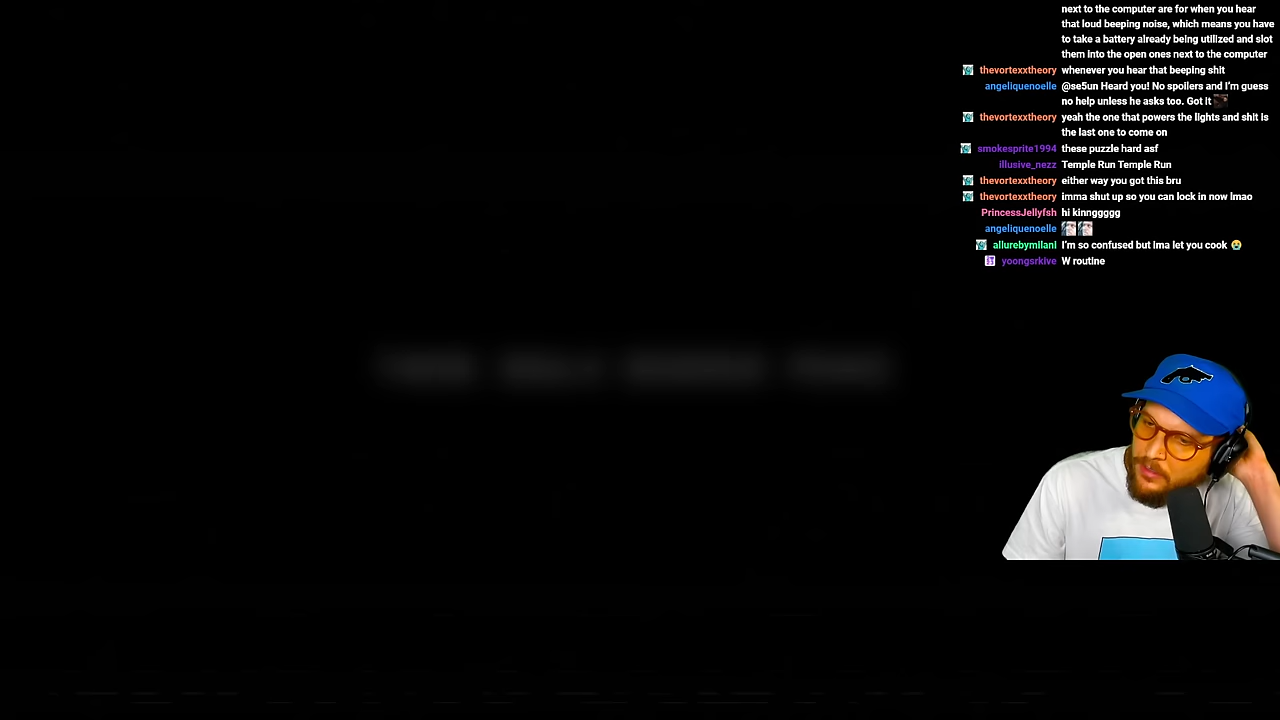 next to the computer are for when you hear
that loud beeping noise, which means you have
to take a battery already being utilized and slot
them into the open ones next to the computer
thevortexxtheory whenever you hear that beeping shit
angeliquenoelle @se5un Heard you! No spoilers and I'm guess
no help unless he asks too. Got it
thevortexxtheory yeah the one that powers the lights and shit is
the last one to come on
smokesprite1994 these puzzle hard asf
illusive_nezz Temple Run Temple Run
thevortexxtheory either way you got this bru
thevortexxtheory imma shut up so you can lock in now lmao
PrincessJellyfsh hi kinnggggg
angeliquenoelle
allurebymilani I'm so confused but ima let you cook 😭
yoongsrkive W routine